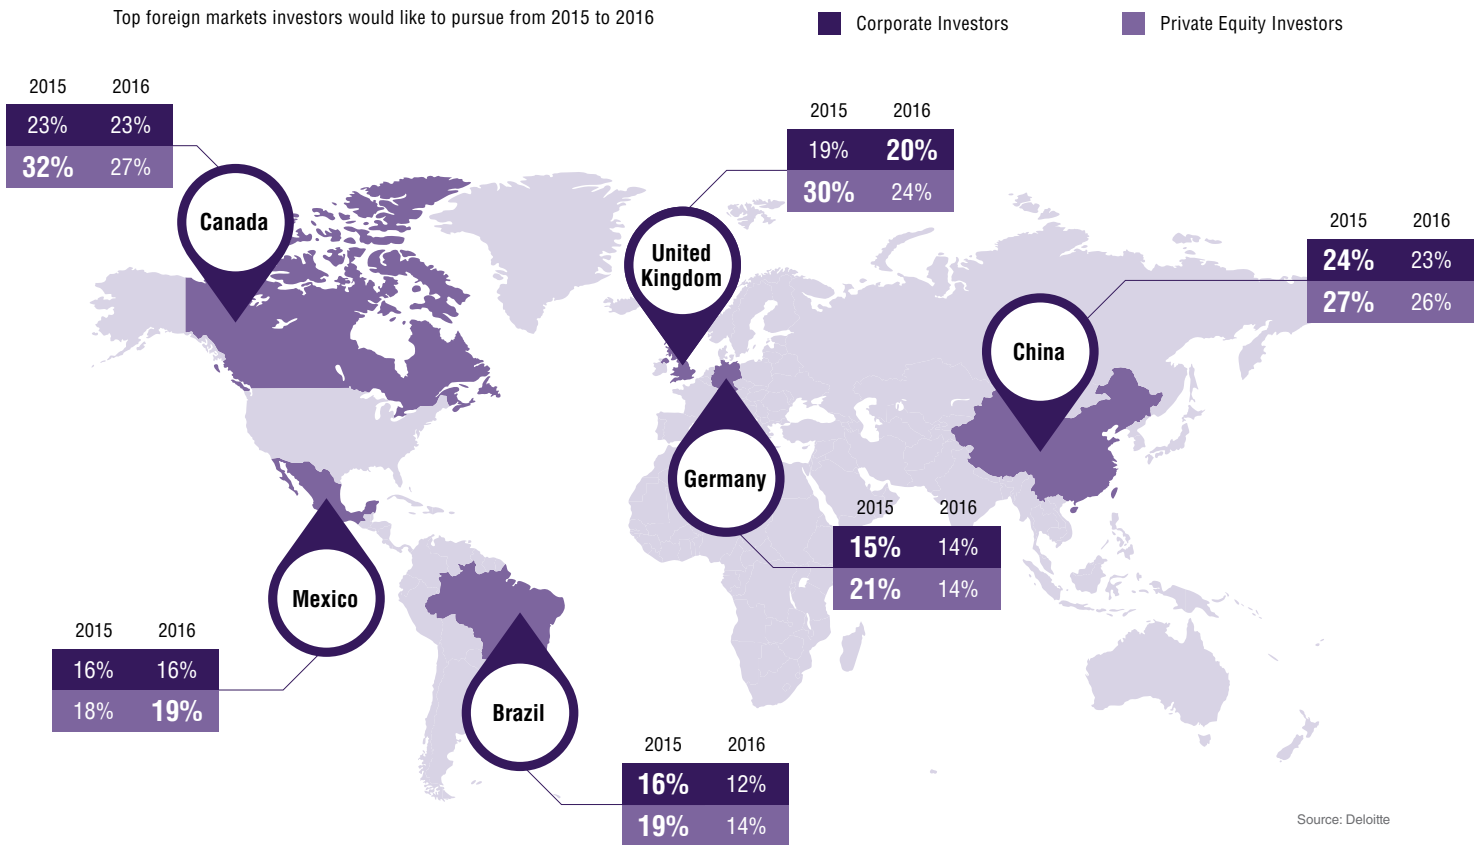 Top foreign markets investors would like to pursue from 2015 to 2016
Corporate Investors
Private Equity Investors
2015 2016
23% 23%
32% 27%
Canada
2015 2016
19% 20%
30% 24%
United
Kingdom
2015 2016
24% 23%
27% 26%
China
Germany
2015 2016
15% 14%
21% 14%
Mexico
2015 2016
16% 16%
18% 19%
Brazil
2015 2016
16% 12%
19% 14%
Source: Deloitte